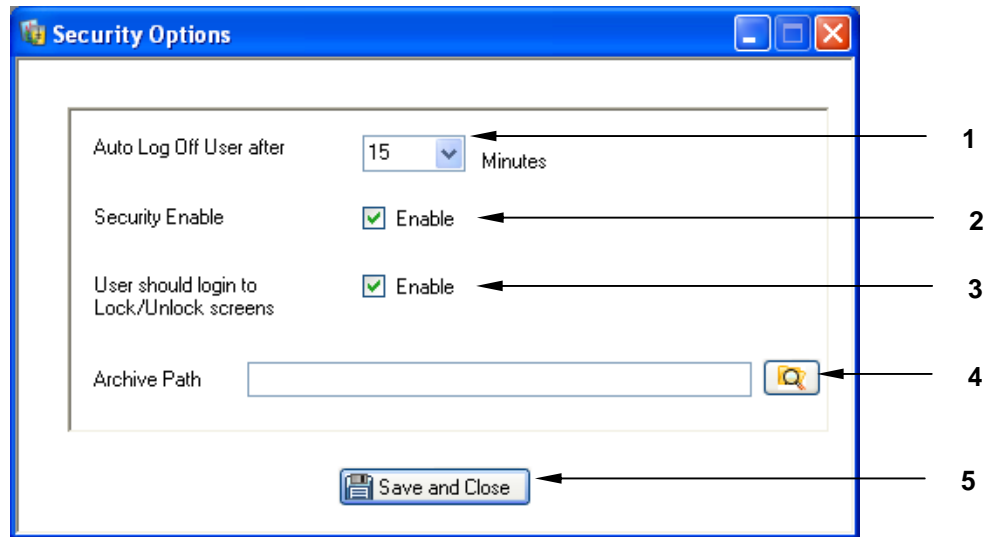 Security Options
Auto Log Off User after 15 Minutes 1
Security Enable Enable 2
User should login to
Lock/Unlock screens Enable 3
Archive Path 4
Save and Close 5